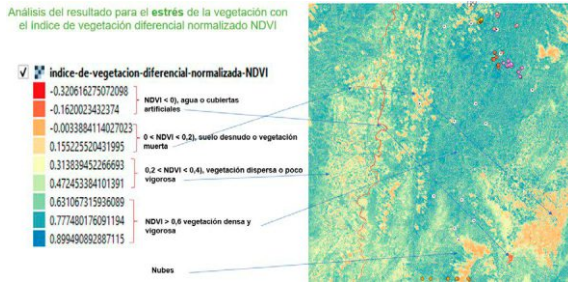 Análisis del resultado para el estrés de la vegetación con
el índice de vegetación diferencial normalizado NDVI
indice-de-vegetacion-diferencial-normalizada-NDVI
-0.320616275072098
-0.1620023432374
NDVI < 0), agua o cubiertas
artificiales
-0.0033884114027023
0.155225520431995
0 < NDVI < 0,2), suelo desnudo o vegetación
muerta
0.313839452266693
0.472453384101391
0,2 < NDVI < 0,4), vegetación dispersa o poco
vigorosa
0.631067315936089
0.777480176091194
0.899490892887115
NDVI > 0,6 vegetación densa y
vigorosa
Nubes